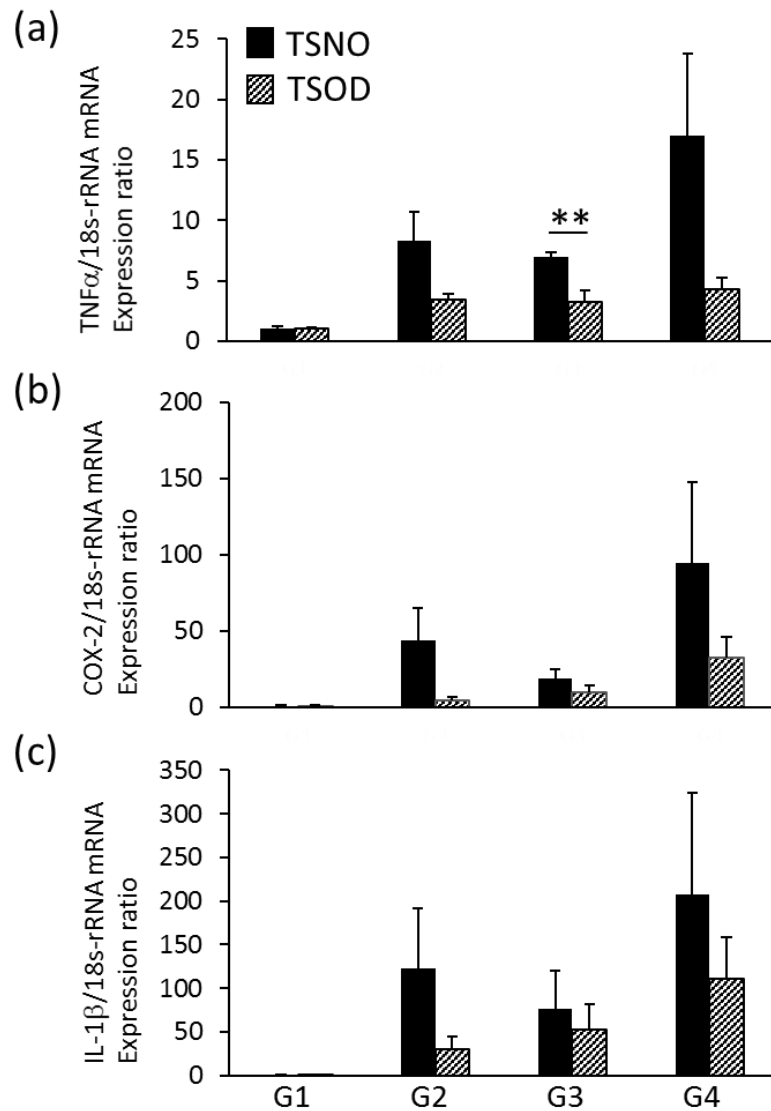 (a)
TNFα/18s-rRNA mRNA
Expression ratio
25
20
15
10
5
0
TSNO
TSOD
**
(b)
COX-2/18s-rRNA mRNA
Expression ratio
200
150
100
50
0
(c)
IL-1β/18s-rRNA mRNA
Expression ratio
350
300
250
200
150
100
50
0
G1 G2 G3 G4